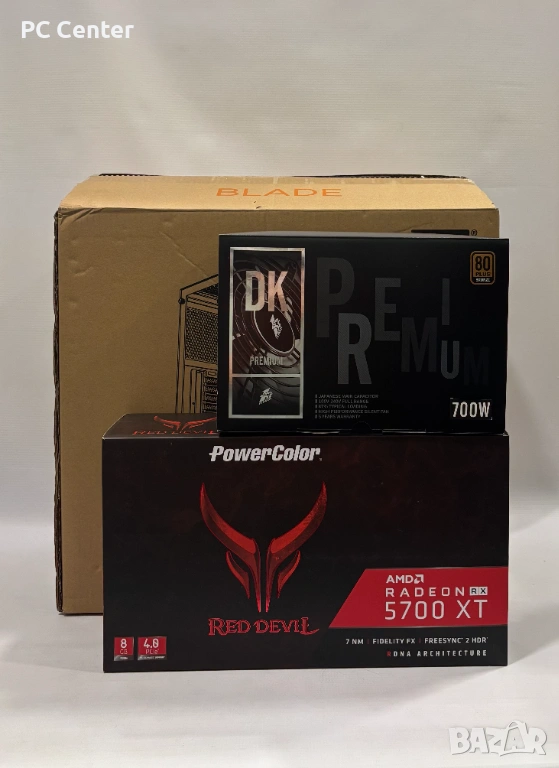 PC Center
BLADE
DK
PREMIUM
PREMIUM
80
PLUS
BRONZE
700W
PowerColor
RED DEVIL
AMD
RADEON RX
5700 XT
7 NM | FIDELITY FX | FREESYNC 2 HDR
RDNA ARCHITECTURE
8
GB
4.0
PCIe
BAZAR